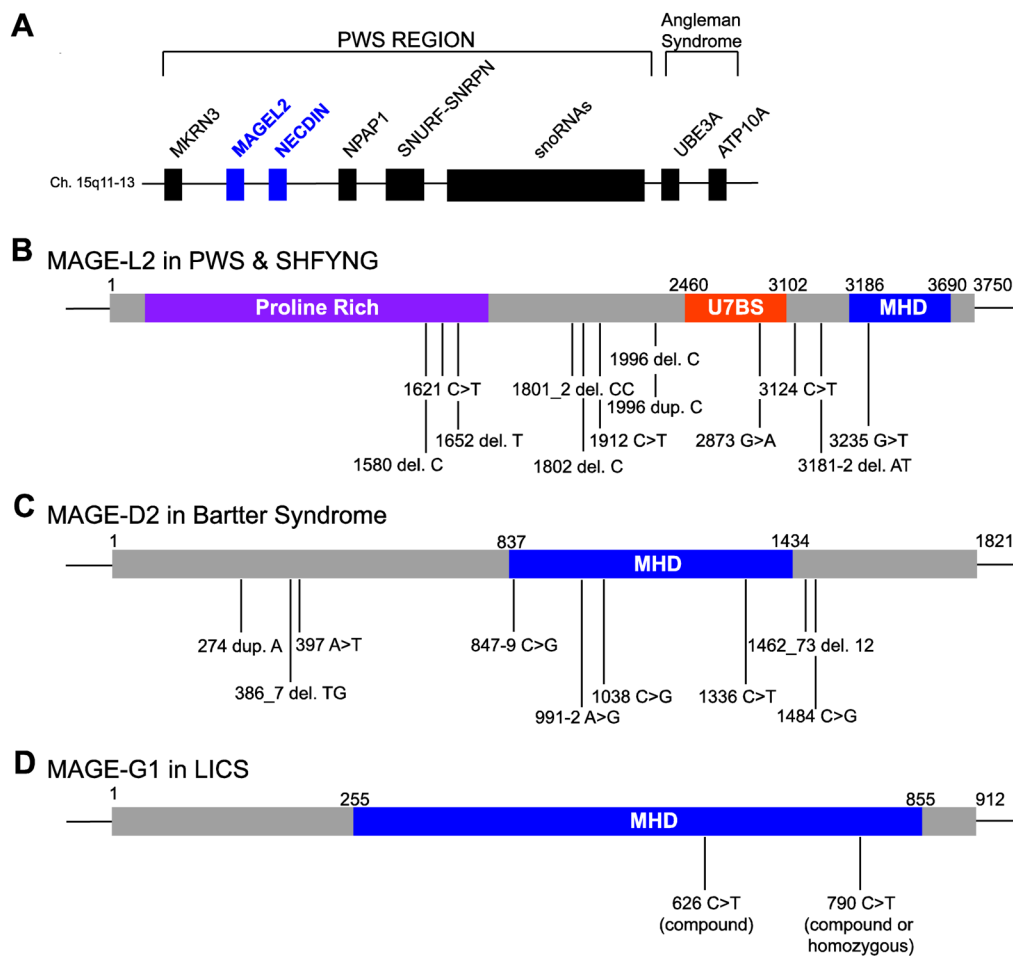 A
Angleman
Syndrome
PWS REGION
MKRN3
MAGEL2
NECDIN
NPAP1
SNURF-SNRPN
snoRNAs
UBE3A
ATP10A
Ch. 15q11-13
B
MAGE-L2 in PWS & SHFYNG
1 2460 3102 3186 3690 3750
Proline Rich U7BS MHD
1996 del. C
1621 C>T 1801_2 del. CC 3124 C>T
1996 dup. C
1652 del. T 1912 C>T 2873 G>A 3235 G>T
1580 del. C 1802 del. C 3181-2 del. AT
C
MAGE-D2 in Bartter Syndrome
1 837 1434 1821
MHD
274 dup. A 397 A>T 847-9 C>G 1462_73 del. 12
386_7 del. TG 1038 C>G 1336 C>T
991-2 A>G 1484 C>G
D
MAGE-G1 in LICS
1 255 855 912
MHD
626 C>T 790 C>T
(compound) (compound or
homozygous)